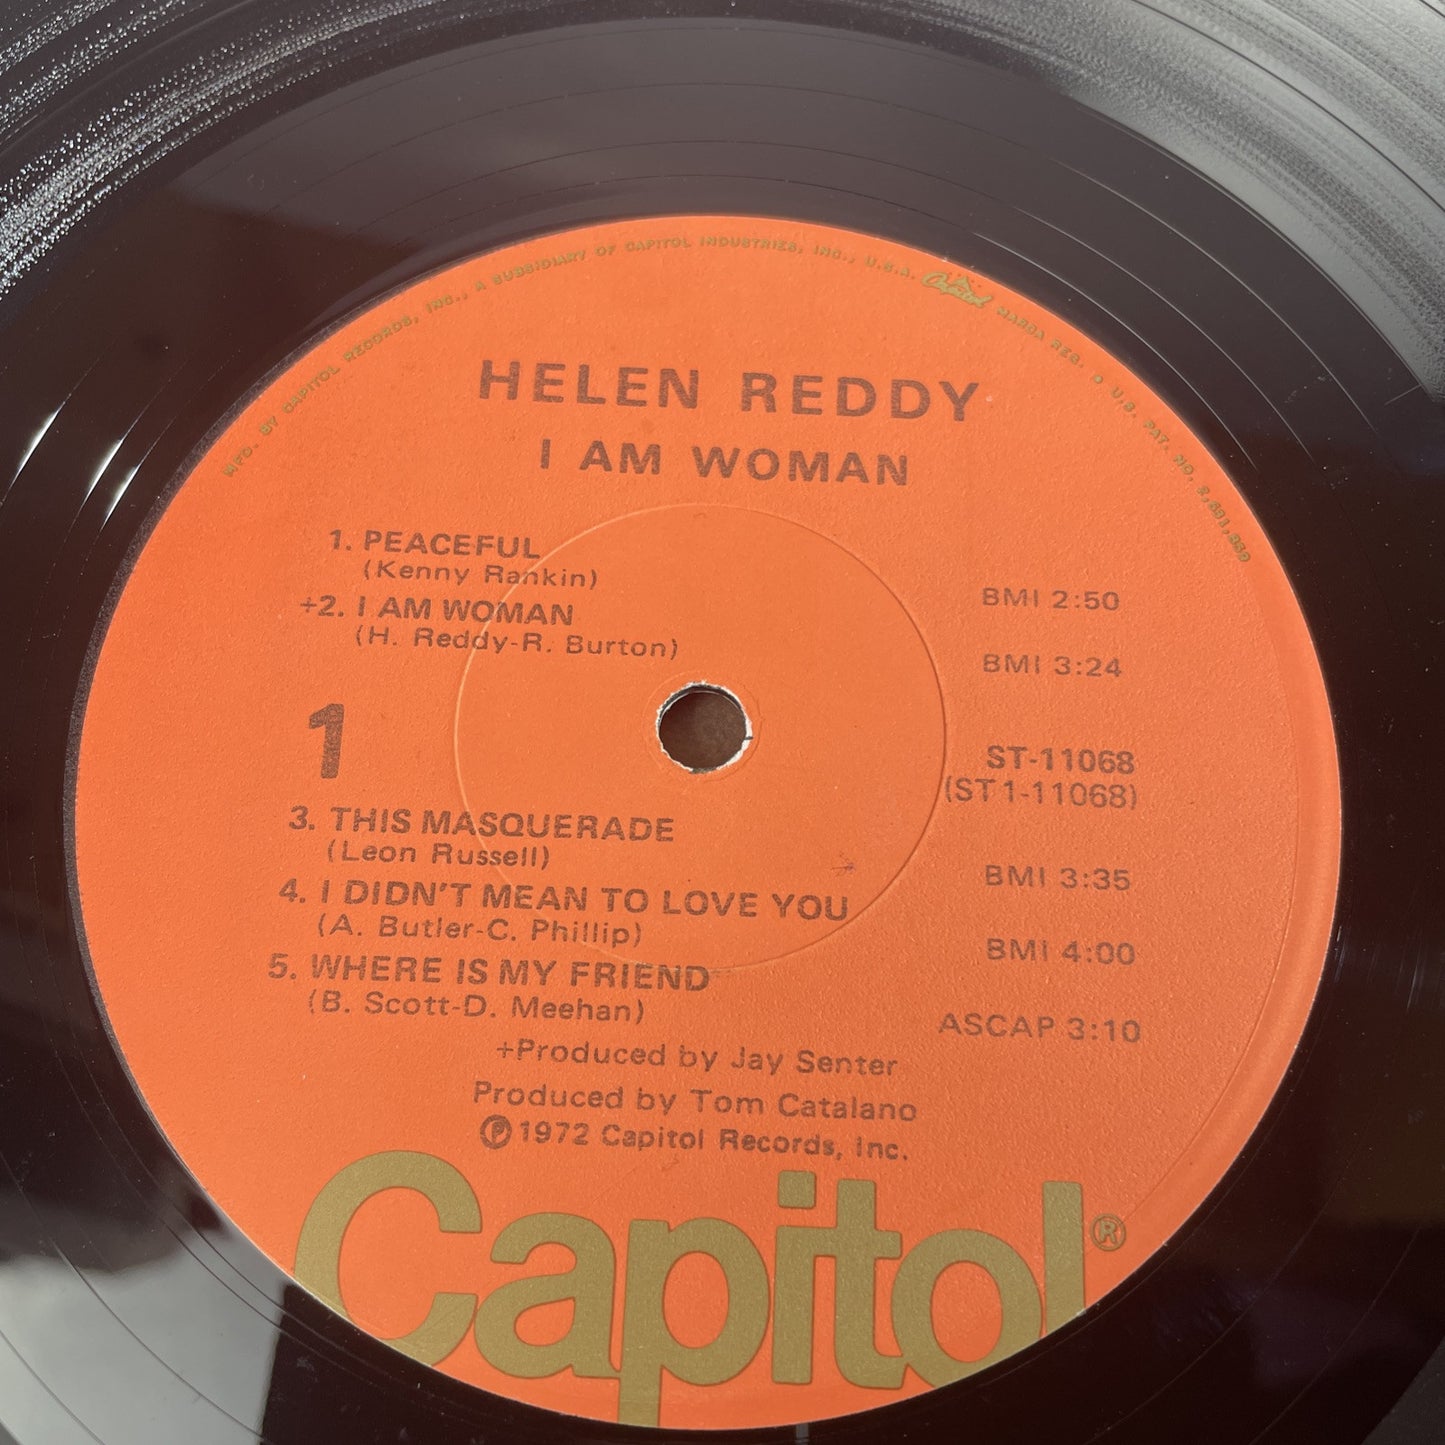 MFD. BY CAPITOL RECORDS, INC., A SUBSIDIARY OF CAPITOL INDUSTRIES, INC., U.S.A. Capitol MARCA REG. • U.S. PAT. NO. 2,631,859
HELEN REDDY
I AM WOMAN
1. PEACEFUL
(Kenny Rankin) BMI 2:50
+2. I AM WOMAN
(H. Reddy-R. Burton) BMI 3:24
1
ST-11068
(ST1-11068)
3. THIS MASQUERADE
(Leon Russell) BMI 3:35
4. I DIDN'T MEAN TO LOVE YOU
(A. Butler-C. Phillip) BMI 4:00
5. WHERE IS MY FRIEND
(B. Scott-D. Meehan) ASCAP 3:10
+Produced by Jay Senter
Produced by Tom Catalano
℗ 1972 Capitol Records, Inc.
Capitol®